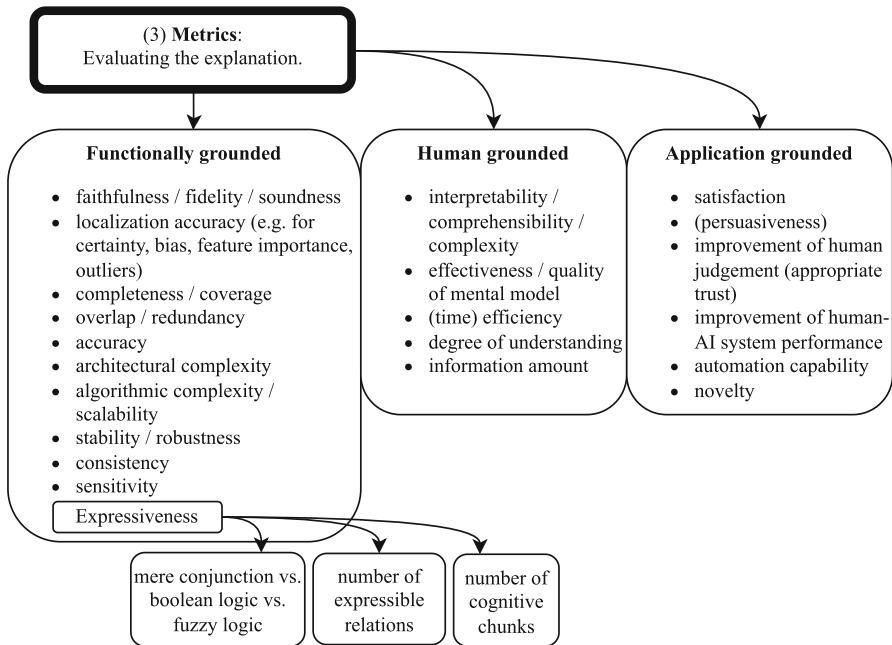 (3) Metrics:
Evaluating the explanation.
Functionally grounded
• faithfulness / fidelity / soundness
• localization accuracy (e.g. for
certainty, bias, feature importance,
outliers)
• completeness / coverage
• overlap / redundancy
• accuracy
• architectural complexity
• algorithmic complexity /
scalability
• stability / robustness
• consistency
• sensitivity
Expressiveness
Human grounded
• interpretability /
comprehensibility /
complexity
• effectiveness / quality
of mental model
• (time) efficiency
• degree of understanding
• information amount
Application grounded
• satisfaction
• (persuasiveness)
• improvement of human
judgement (appropriate
trust)
• improvement of human-
AI system performance
• automation capability
• novelty
mere conjunction vs.
boolean logic vs.
fuzzy logic
number of
expressible
relations
number of
cognitive
chunks